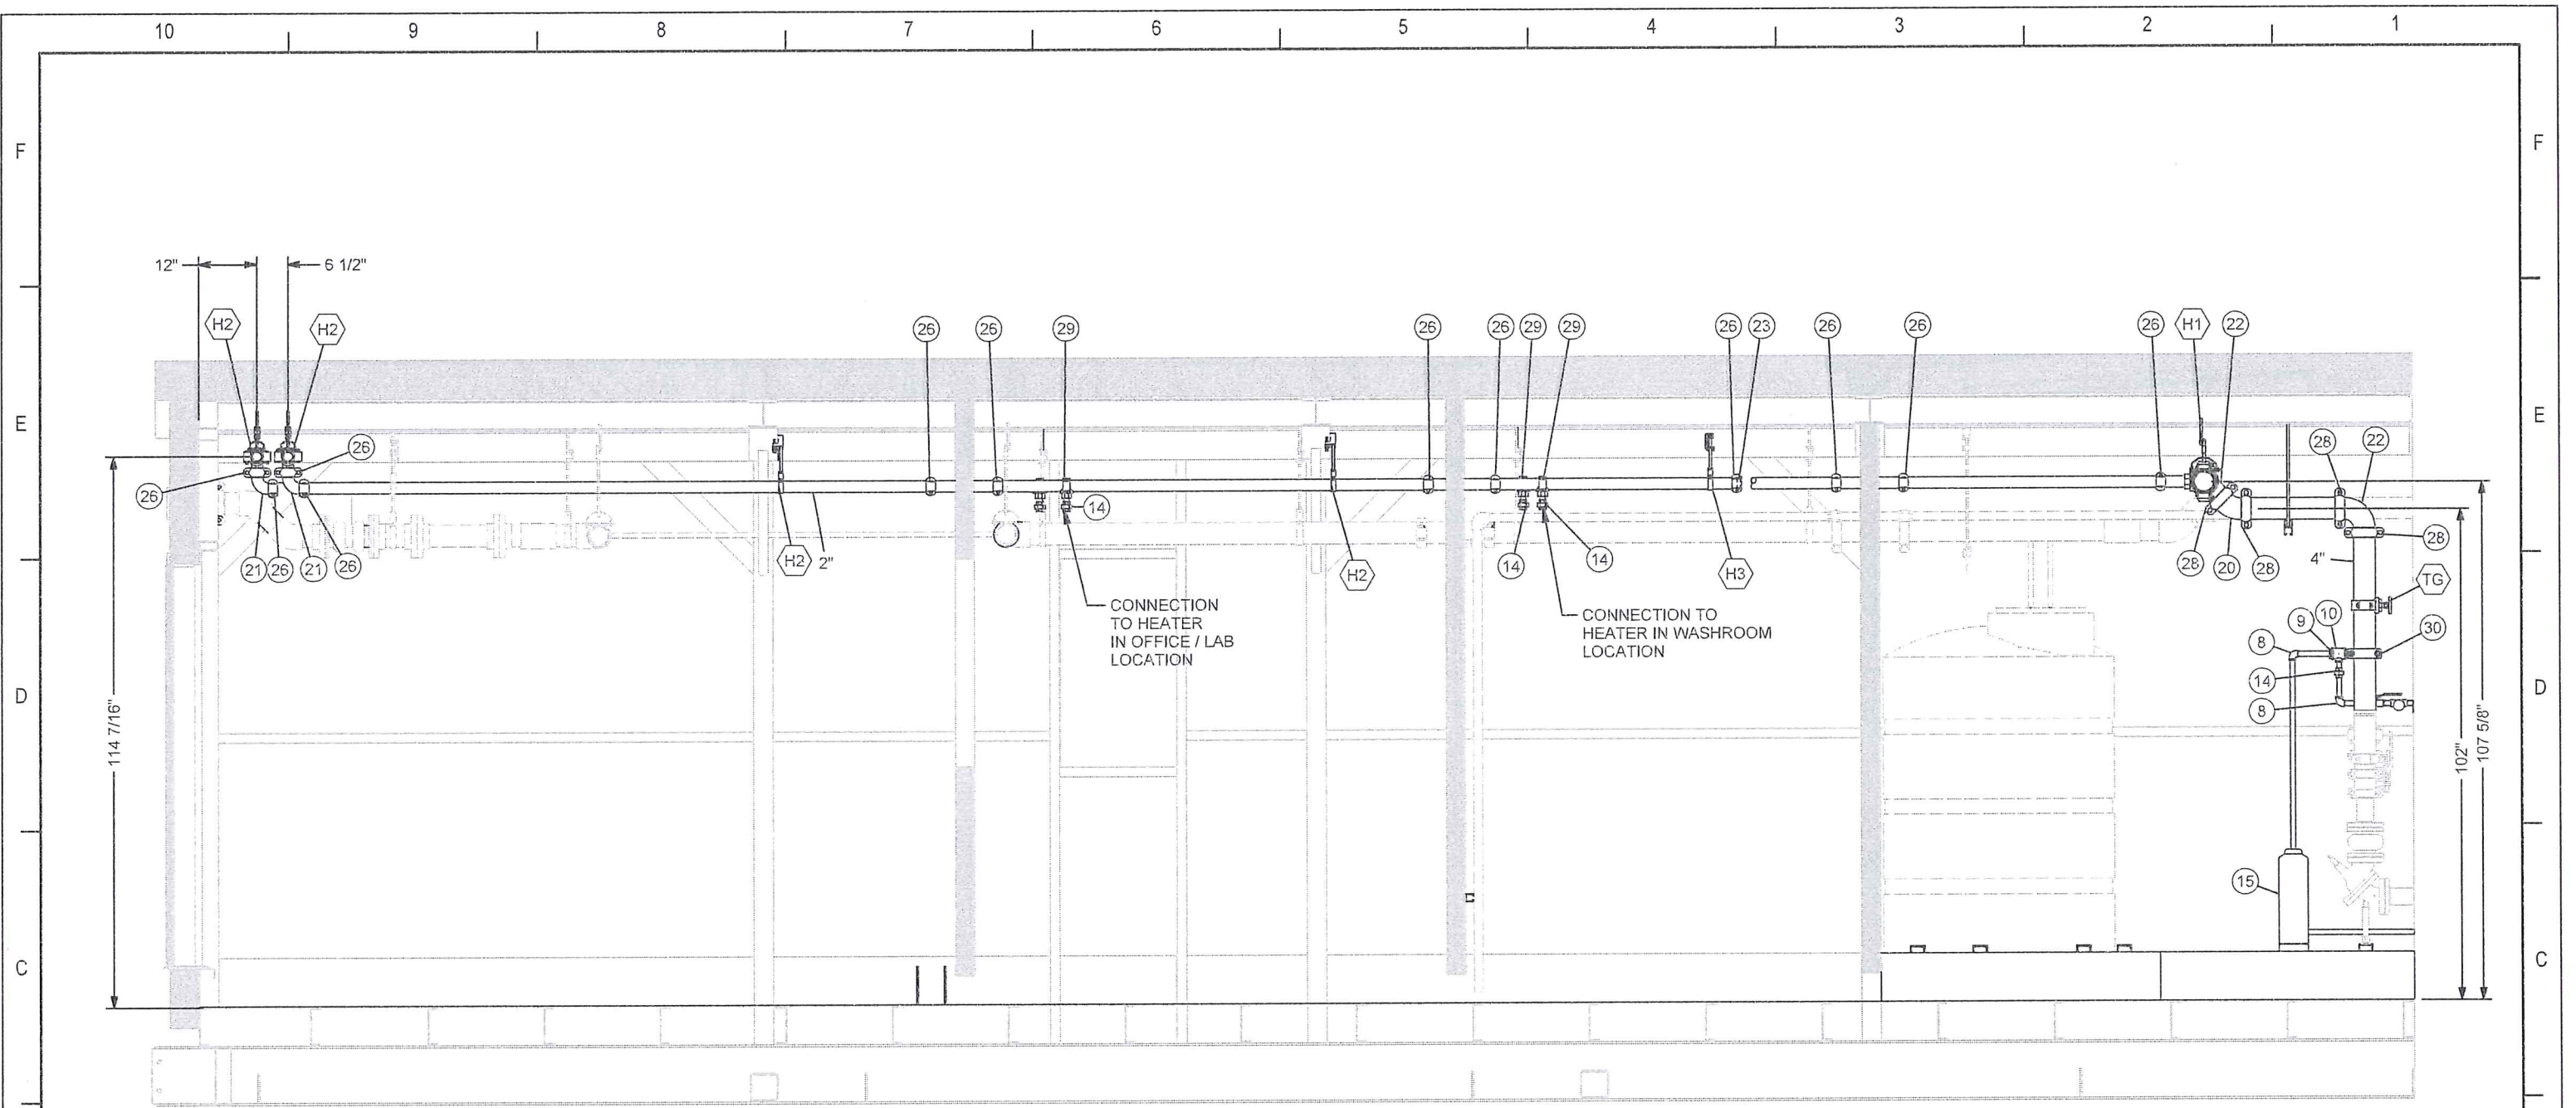 10 9 8 7 6 5 4 3 2 1
F F
12" 6 1/2"
H2 H2 26 26 29 26 26 29 29 26 23 26 26 26 H1 22
E E
26 28 22
26 14
21 26 21 26 H2 2" H2 14 14 H3 28 20 28 28
4"
TG
CONNECTION
TO HEATER
IN OFFICE / LAB
LOCATION
CONNECTION TO
HEATER IN WASHROOM
LOCATION
9 10
8 30
14
8
D D
114 7/16"
102"
107 5/8"
15
C C